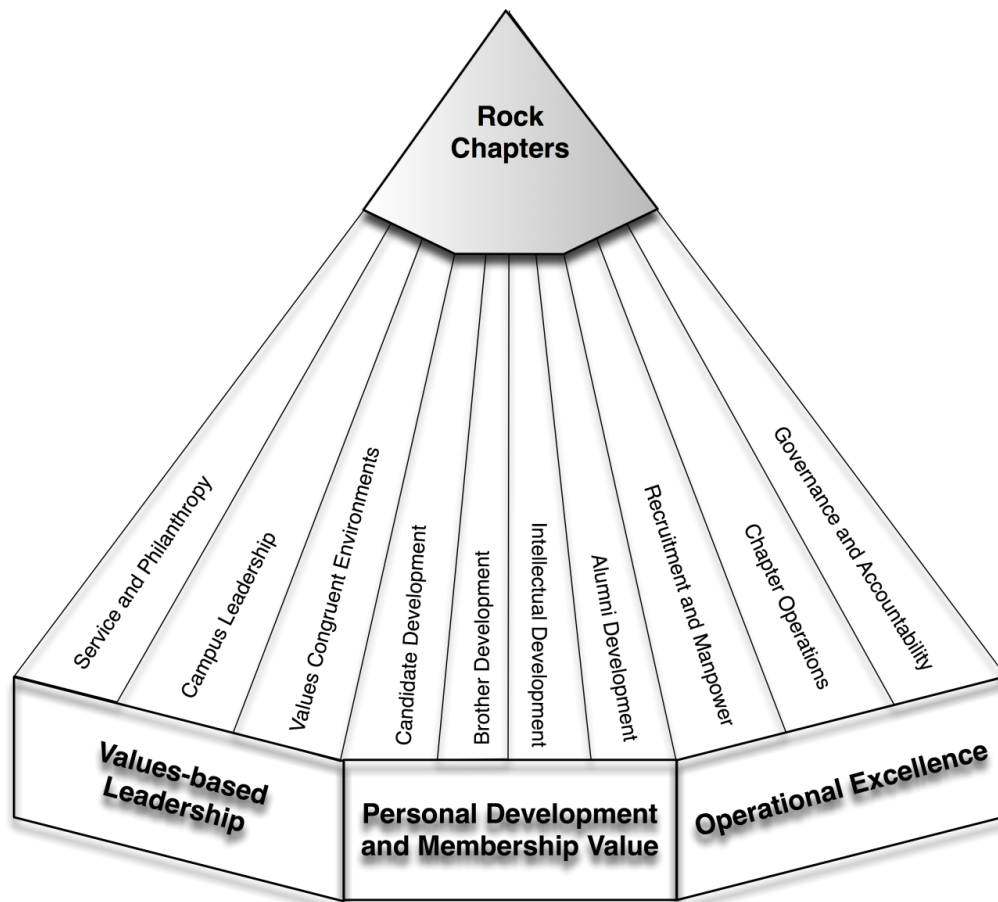 Rock
Chapters
Service and Philanthropy
Campus Leadership
Values Congruent Environments
Candidate Development
Brother Development
Intellectual Development
Alumni Development
Recruitment and Manpower
Chapter Operations
Governance and Accountability
Values-based
Leadership
Personal Development
and Membership Value
Operational Excellence